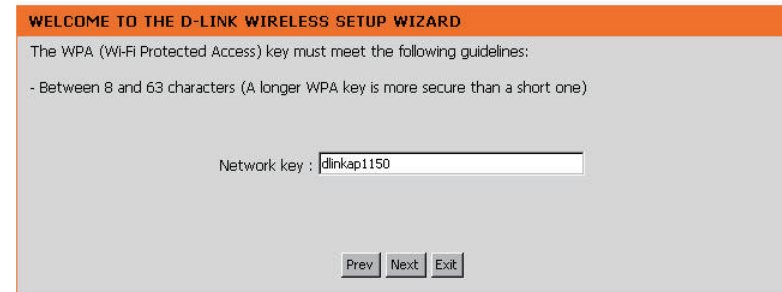 WELCOME TO THE D-LINK WIRELESS SETUP WIZARD
The WPA (Wi-Fi Protected Access) key must meet the following guidelines:
- Between 8 and 63 characters (A longer WPA key is more secure than a short one)
Network key : dlinkap1150
Prev Next Exit